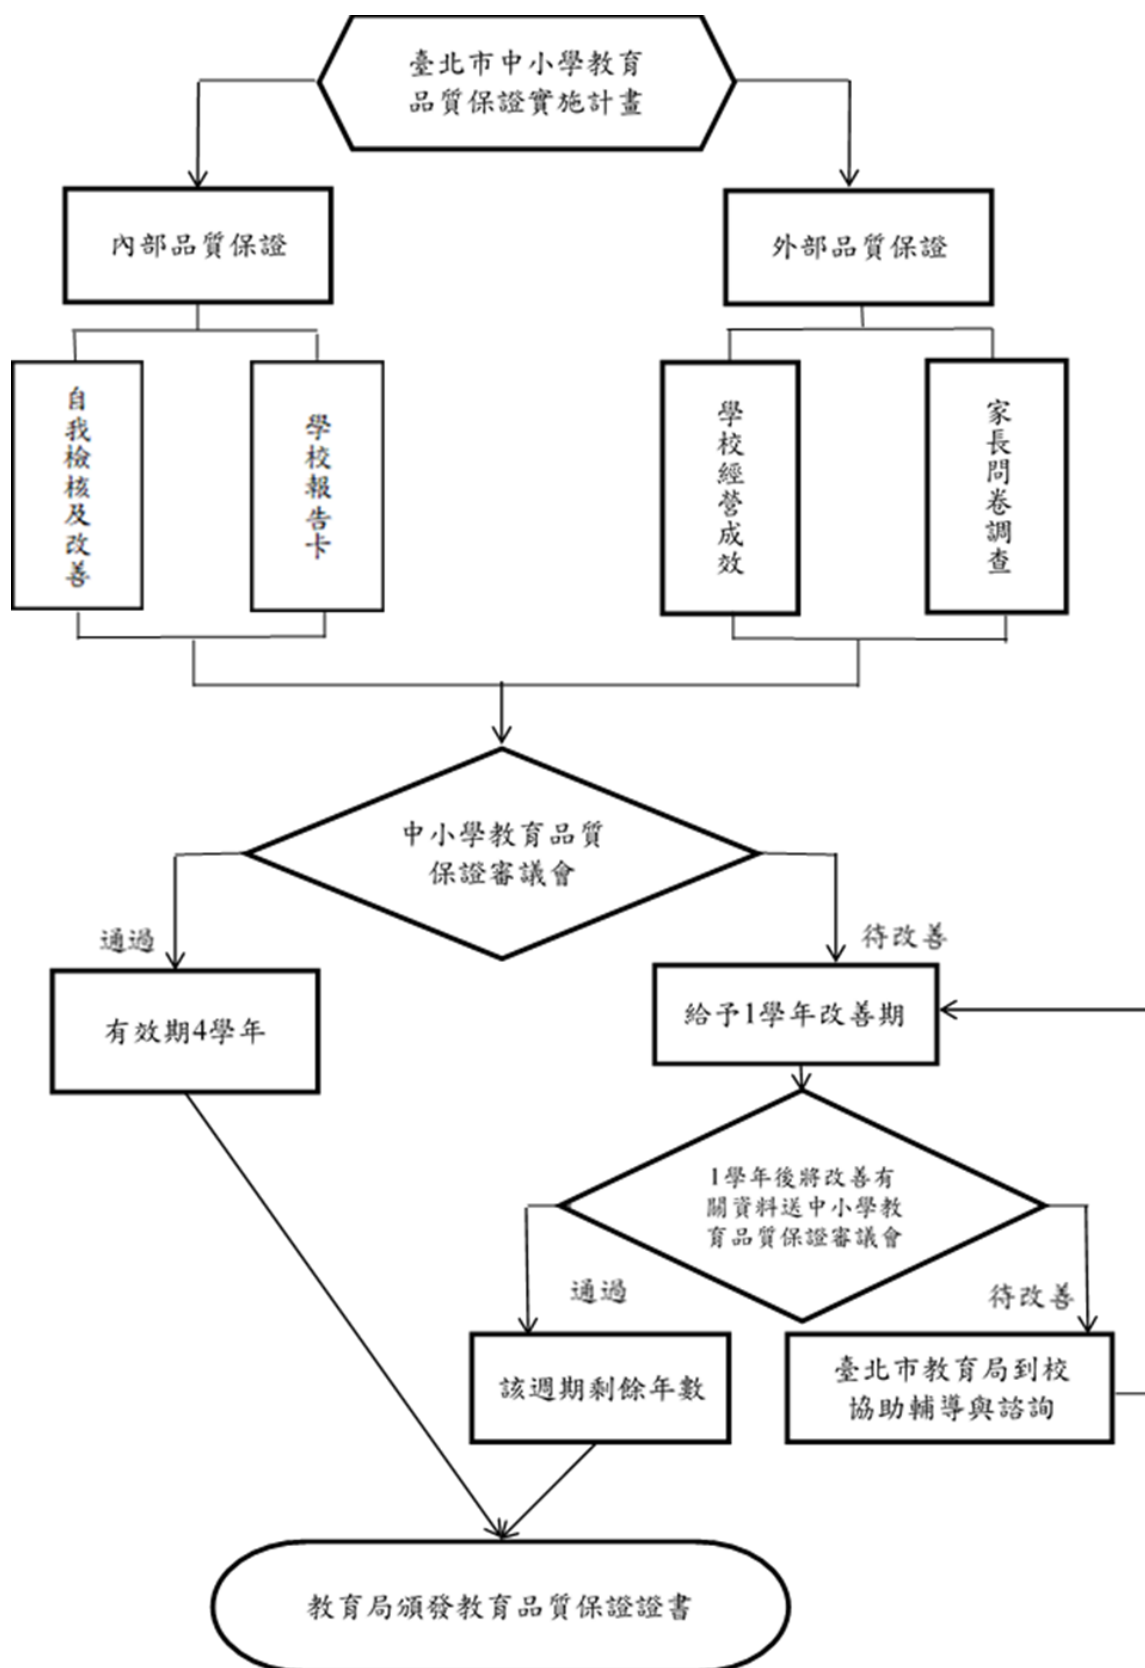 臺北市中小學教育
品質保證實施計畫
內部品質保證
外部品質保證
自我檢核及改善
學校報告卡
學校經營成效
家長問卷調查
中小學教育品質
保證審議會
通過
待改善
有效期4學年
給予1學年改善期
1學年後將改善有
關資料送中小學教
育品質保證審議會
通過
待改善
該週期剩餘年數
臺北市教育局到校
協助輔導與諮詢
教育局頒發教育品質保證證書